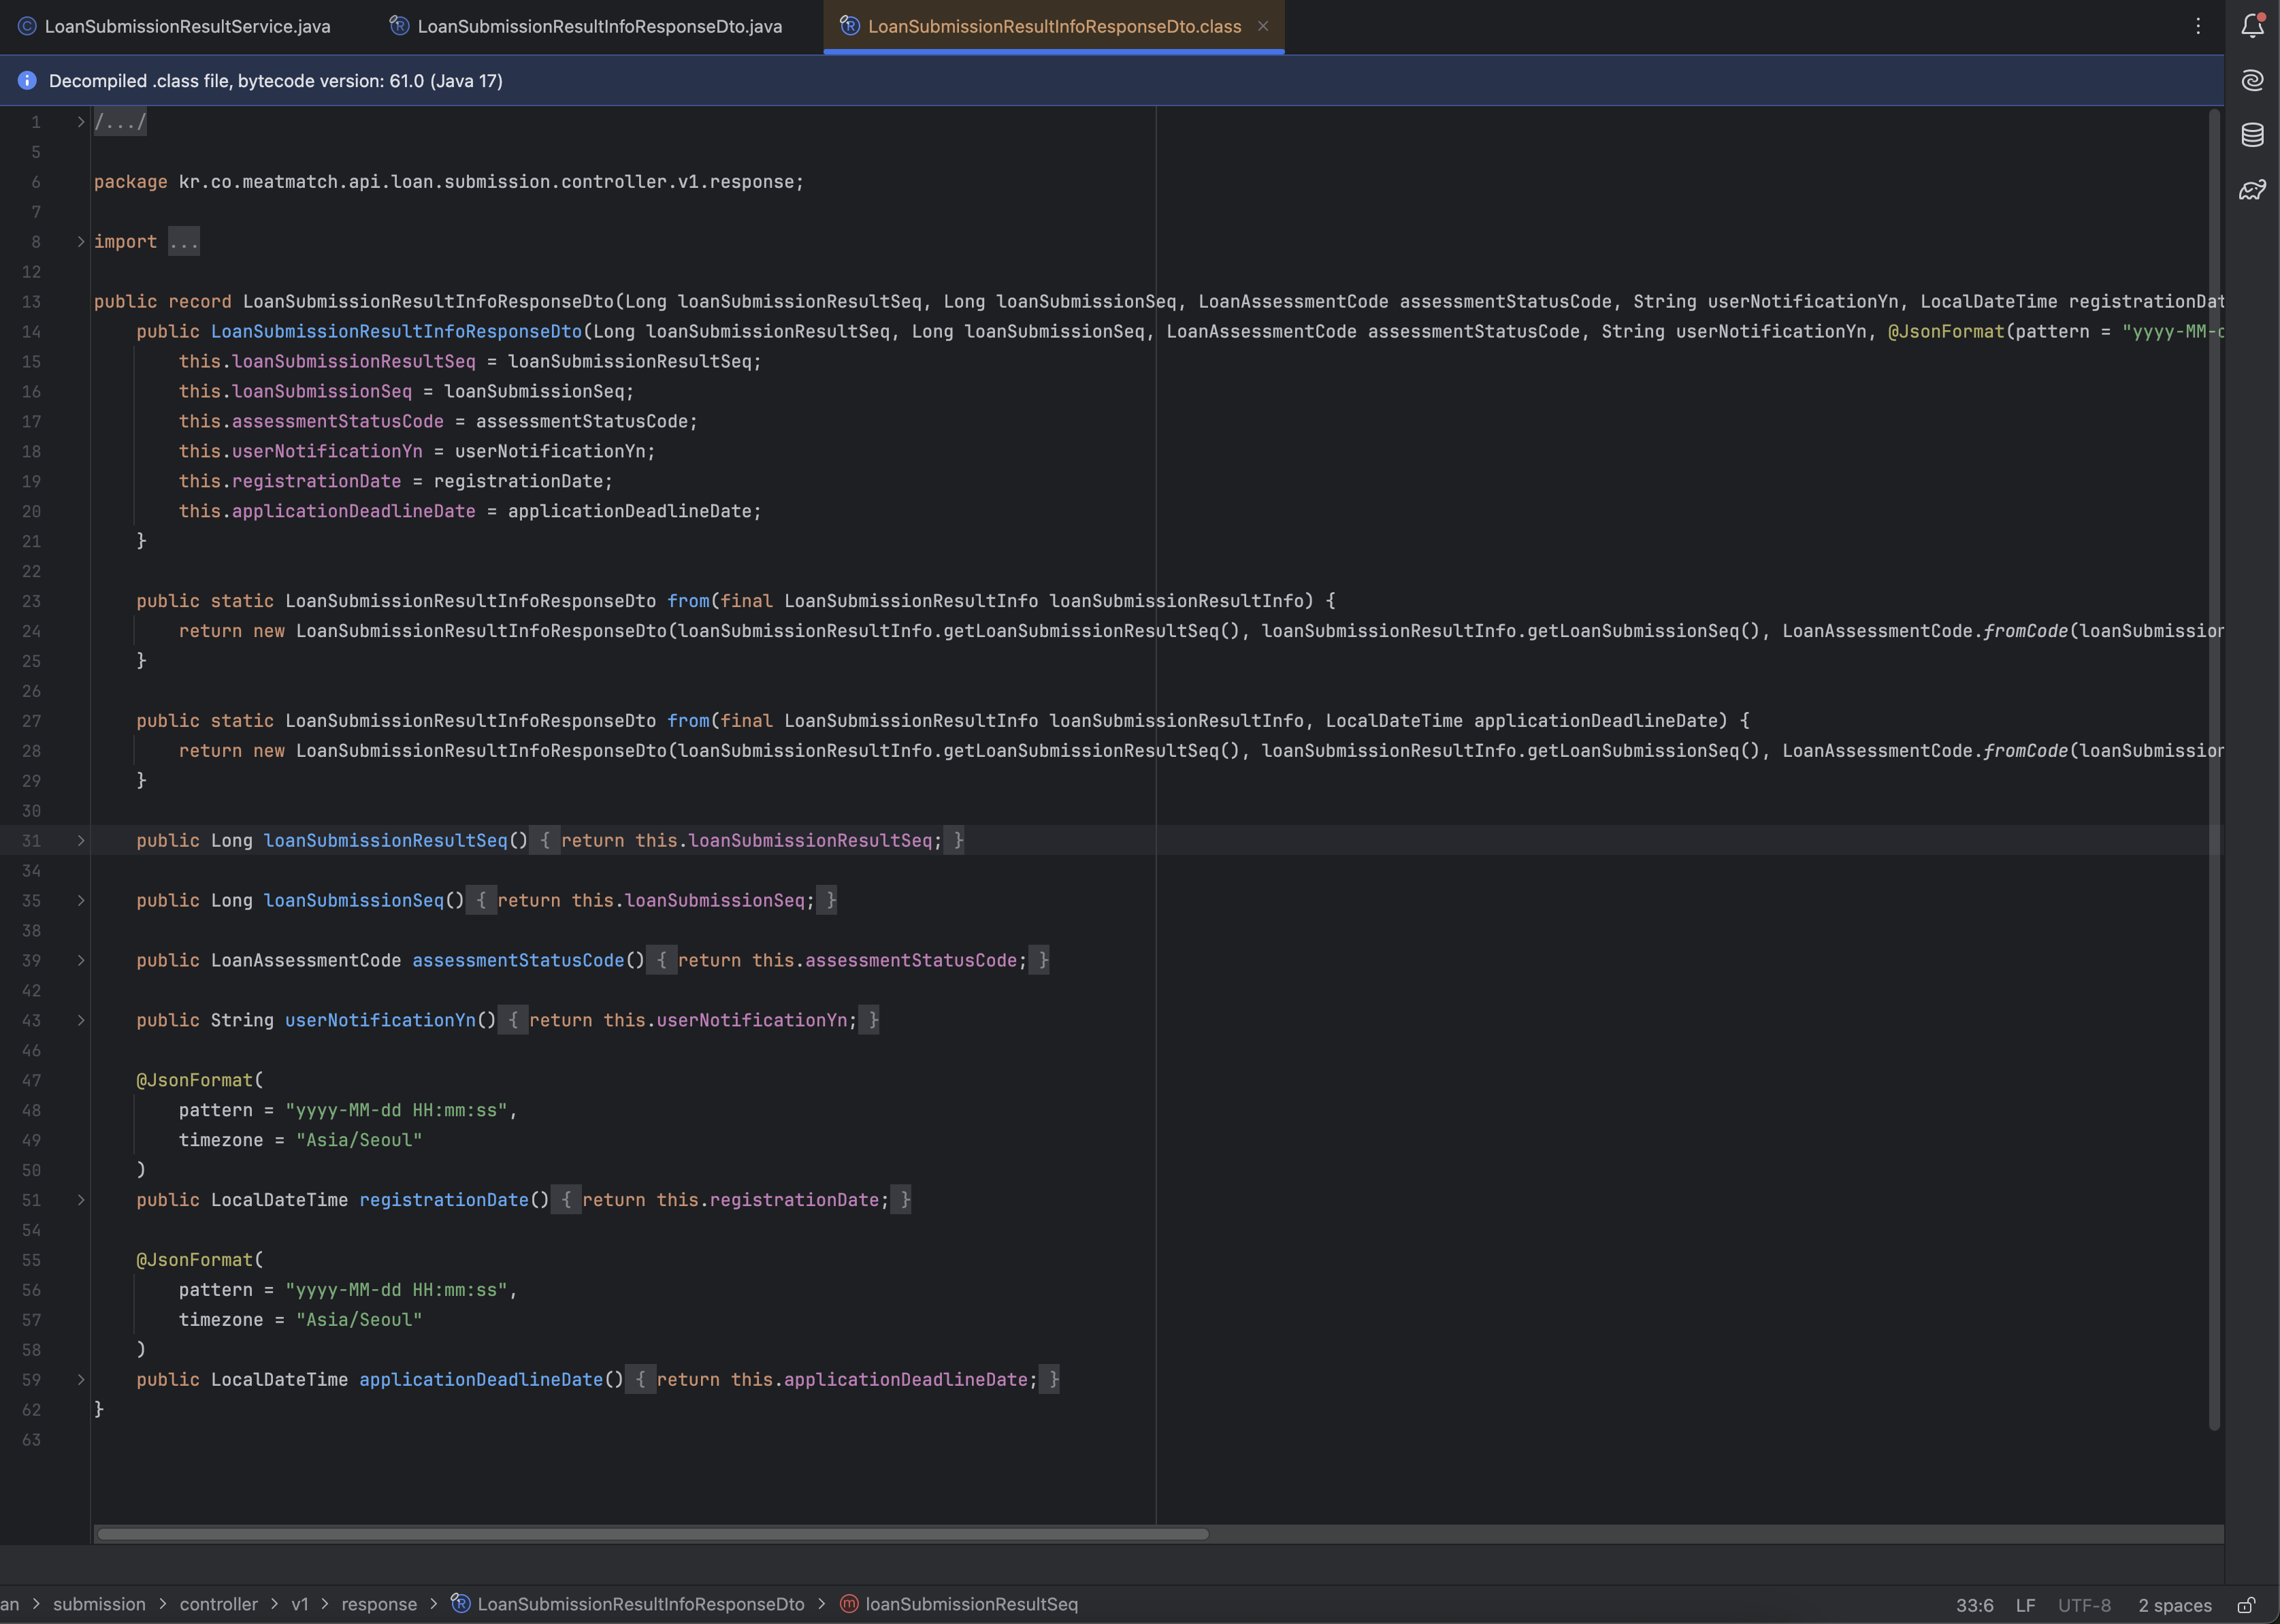 LoanSubmissionResultService.java LoanSubmissionResultInfoResponseDto.java LoanSubmissionResultInfoResponseDto.class
Decompiled .class file, bytecode version: 61.0 (Java 17)
1 /.../
5
6 package kr.co.meatmatch.api.loan.submission.controller.v1.response;
7
8 import ...
12
13 public record LoanSubmissionResultInfoResponseDto(Long loanSubmissionResultSeq, Long loanSubmissionSeq, LoanAssessmentCode assessmentStatusCode, String userNotificationYn, LocalDateTime registrationDat
14     public LoanSubmissionResultInfoResponseDto(Long loanSubmissionResultSeq, Long loanSubmissionSeq, LoanAssessmentCode assessmentStatusCode, String userNotificationYn, @JsonFormat(pattern = "yyyy-MM-
15         this.loanSubmissionResultSeq = loanSubmissionResultSeq;
16         this.loanSubmissionSeq = loanSubmissionSeq;
17         this.assessmentStatusCode = assessmentStatusCode;
18         this.userNotificationYn = userNotificationYn;
19         this.registrationDate = registrationDate;
20         this.applicationDeadlineDate = applicationDeadlineDate;
21     }
22
23     public static LoanSubmissionResultInfoResponseDto from(final LoanSubmissionResultInfo loanSubmissionResultInfo) {
24         return new LoanSubmissionResultInfoResponseDto(loanSubmissionResultInfo.getLoanSubmissionResultSeq(), loanSubmissionResultInfo.getLoanSubmissionSeq(), LoanAssessmentCode.fromCode(loanSubmission
25     }
26
27     public static LoanSubmissionResultInfoResponseDto from(final LoanSubmissionResultInfo loanSubmissionResultInfo, LocalDateTime applicationDeadlineDate) {
28         return new LoanSubmissionResultInfoResponseDto(loanSubmissionResultInfo.getLoanSubmissionResultSeq(), loanSubmissionResultInfo.getLoanSubmissionSeq(), LoanAssessmentCode.fromCode(loanSubmission
29     }
30
31     public Long loanSubmissionResultSeq() { return this.loanSubmissionResultSeq; }
34
35     public Long loanSubmissionSeq() { return this.loanSubmissionSeq; }
38
39     public LoanAssessmentCode assessmentStatusCode() { return this.assessmentStatusCode; }
42
43     public String userNotificationYn() { return this.userNotificationYn; }
46
47     @JsonFormat(
48         pattern = "yyyy-MM-dd HH:mm:ss",
49         timezone = "Asia/Seoul"
50     )
51     public LocalDateTime registrationDate() { return this.registrationDate; }
54
55     @JsonFormat(
56         pattern = "yyyy-MM-dd HH:mm:ss",
57         timezone = "Asia/Seoul"
58     )
59     public LocalDateTime applicationDeadlineDate() { return this.applicationDeadlineDate; }
62 }
63
an > submission > controller > v1 > response > LoanSubmissionResultInfoResponseDto > loanSubmissionResultSeq 33:6 LF UTF-8 2 spaces